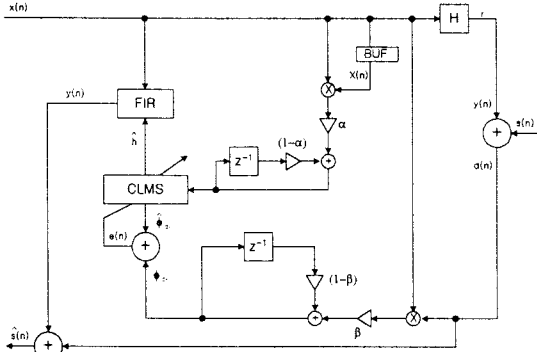 x(n)
H
r
BUF
X(n)
X
y(n)
FIR
α
y(n)
s(n)
+
ĥ
z⁻¹
(1-α)
+
d(n)
CLMS
e(n)
+
z⁻¹
(1-β)
+
β
X
ŝ(n)
+